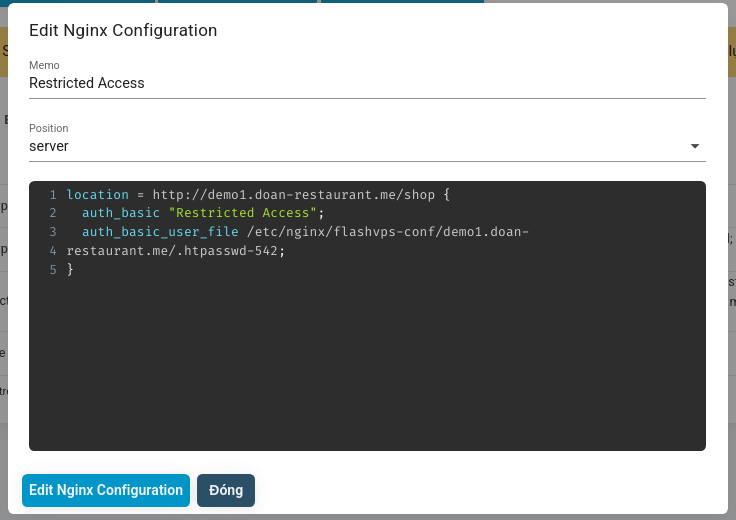 Edit Nginx Configuration
Memo
Restricted Access
Position
server
1 location = http://demo1.doan-restaurant.me/shop {
2 auth_basic "Restricted Access";
3 auth_basic_user_file /etc/nginx/flashvps-conf/demo1.doan-
4 restaurant.me/.htpasswd-542;
5 }
Edit Nginx Configuration Đóng